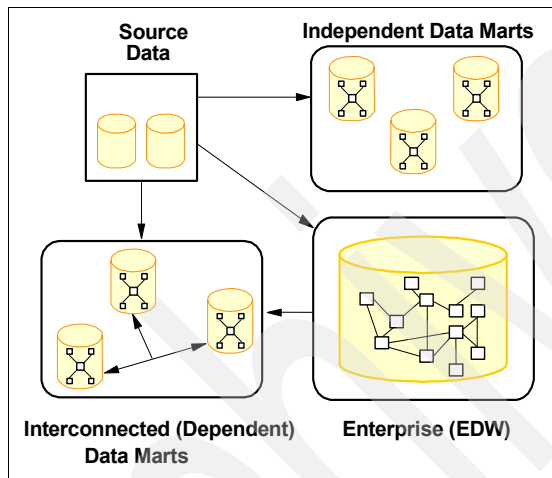 Source
Data
Independent Data Marts
Interconnected (Dependent)
Data Marts
Enterprise (EDW)